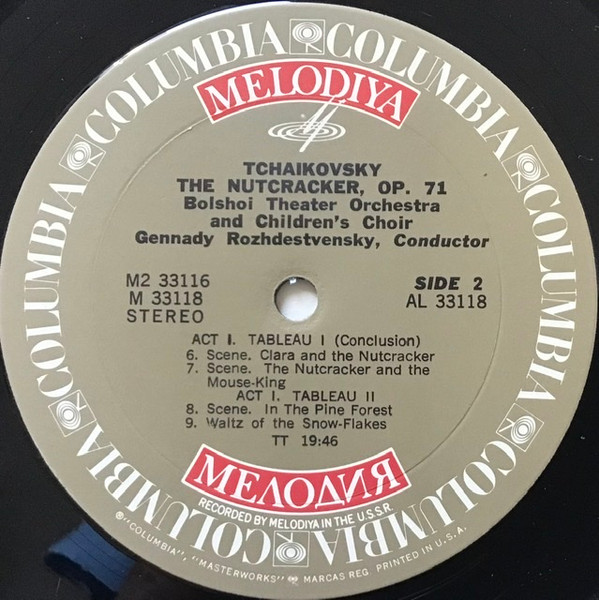 COLUMBIA COLUMBIA COLUMBIA COLUMBIA COLUMBIA COLUMBIA COLUMBIA COLUMBIA
MELODIYA
TCHAIKOVSKY
THE NUTCRACKER, OP. 71
Bolshoi Theater Orchestra
and Children's Choir
Gennady Rozhdestvensky, Conductor
M2 33116
M 33118
STEREO
SIDE 2
AL 33118
ACT I. TABLEAU I (Conclusion)
6. Scene. Clara and the Nutcracker
7. Scene. The Nutcracker and the
Mouse-King
ACT I. TABLEAU II
8. Scene. In The Pine Forest
9. Waltz of the Snow-Flakes
TT 19:46
МЕЛОДИЯ
RECORDED BY MELODIYA IN THE U.S.S.R.
®"COLUMBIA", "MASTERWORKS" MARCAS REG. PRINTED IN U.S.A.